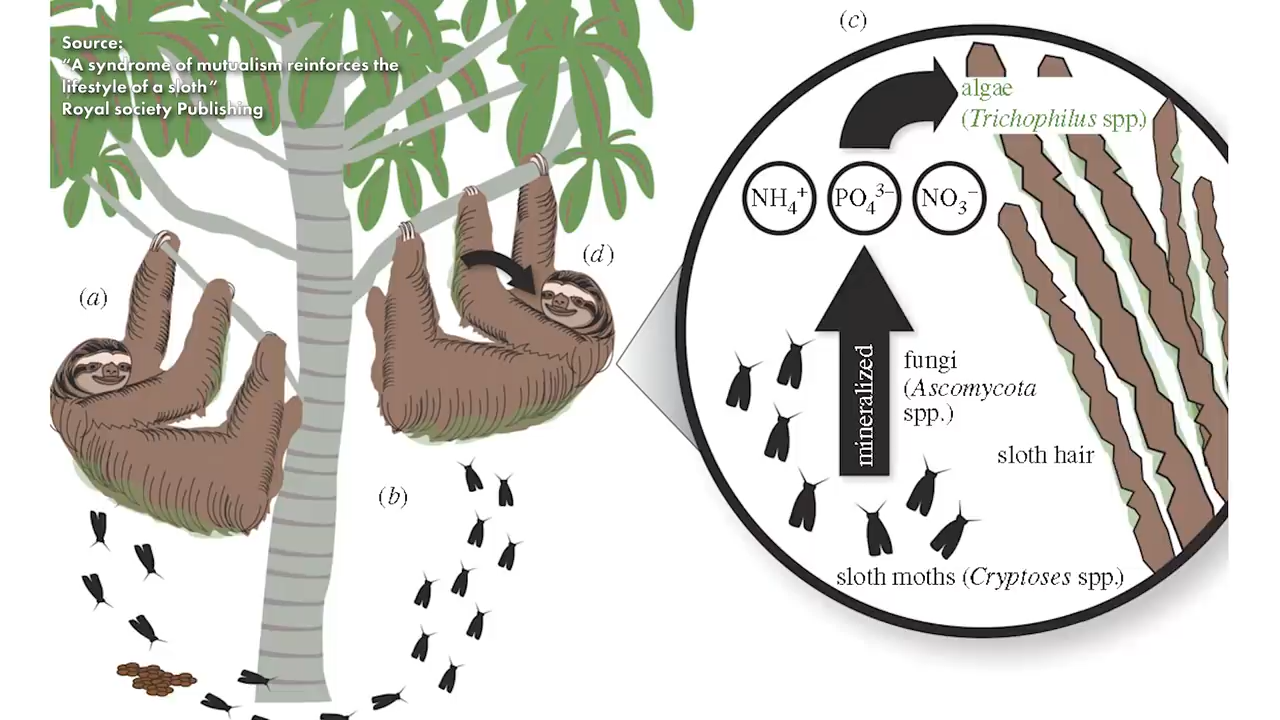 Source:
“A syndrome of mutualism reinforces the
lifestyle of a sloth”
Royal society Publishing
(a)
(b)
(c)
(d)
algae
(Trichophilus spp.)
NH₄⁺
PO₄³⁻
NO₃⁻
mineralized
fungi
(Ascomycota
spp.)
sloth hair
sloth moths (Cryptoses spp.)